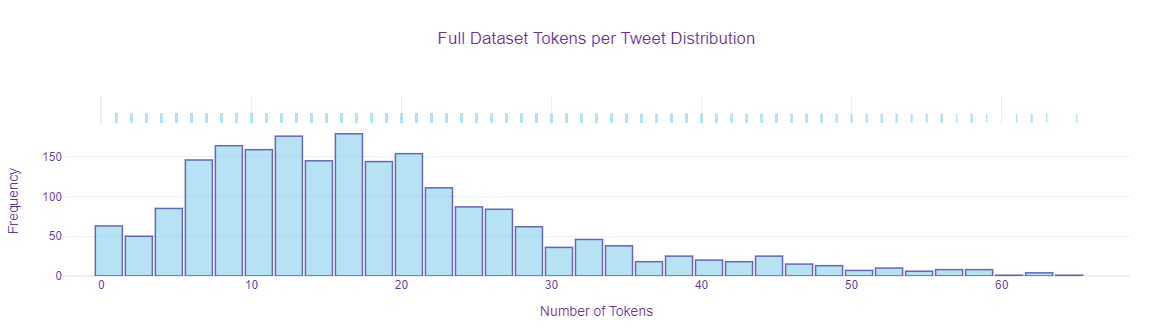 Full Dataset Tokens per Tweet Distribution
150
100
50
0
Frequency
0 10 20 30 40 50 60
Number of Tokens